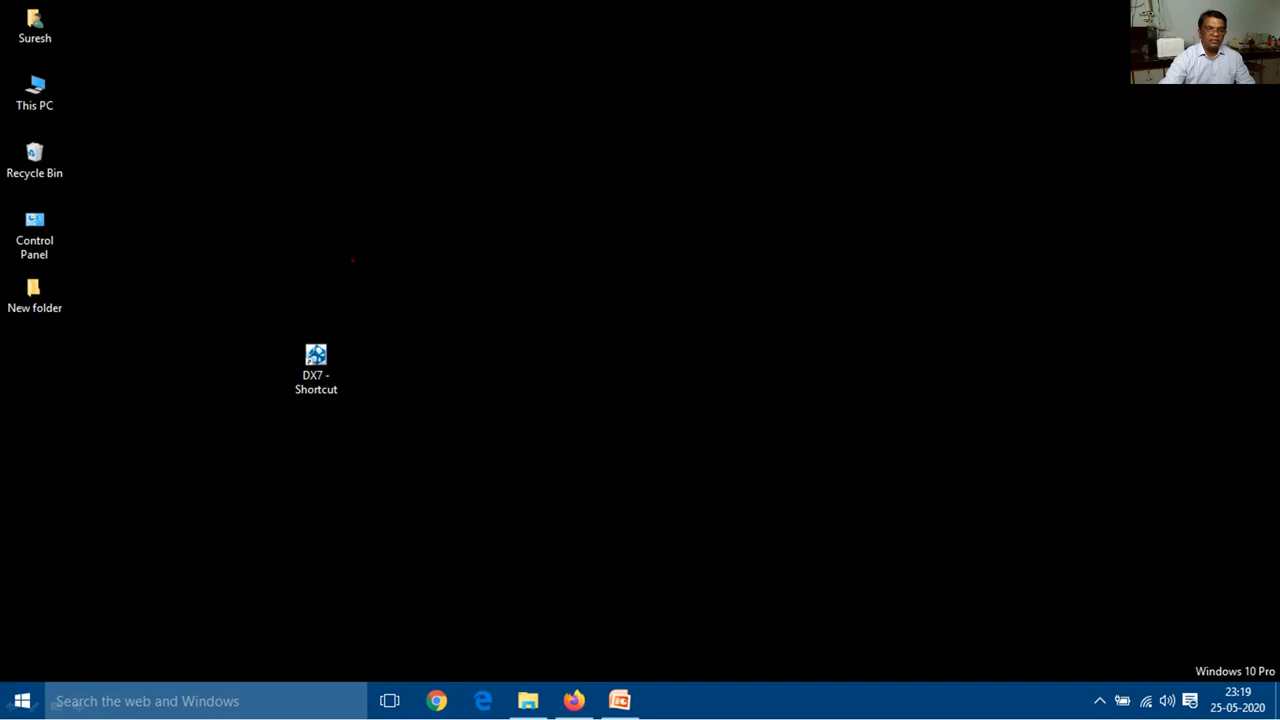 Suresh
This PC
Recycle Bin
Control
Panel
New folder
DX7 -
Shortcut
Windows 10 Pro
Search the web and Windows
23:19
25-05-2020